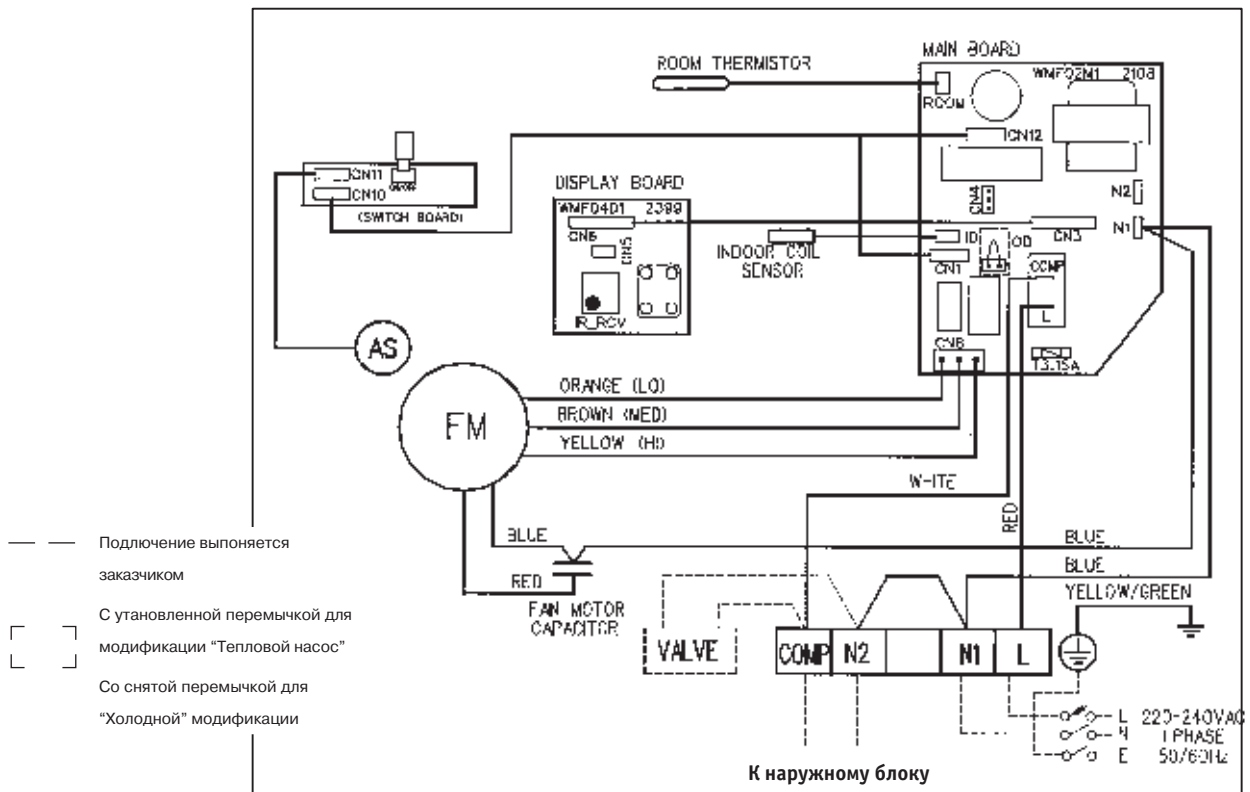 MAIN BOARD
ROOM THERMISTOR
WMF02M1 2108
ROOM
CN12
CN11
ON/OFF
CN10
(SWITCH BOARD)
DISPLAY BOARD
WMF04D1 2399
CN4
N2
N1
CN6
CN5
INDOOR COIL
SENSOR
ID
OD
CN3
CN1
COMP
L
IR_RCV
CN8
T3.15A
AS
FM
ORANGE (LO)
BROWN (MED)
YELLOW (HI)
WHITE
RED
BLUE
BLUE
BLUE
RED
FAN MOTOR
CAPACITOR
YELLOW/GREEN
VALVE
COMP N2 N1 L
L 220-240VAC
N 1 PHASE
E 50/60Hz
К наружному блоку
Подлючение выпоняется
заказчиком
С утановленной перемычкой для
модификации “Тепловой насос”
Со снятой перемычкой для
“Холодной” модификации